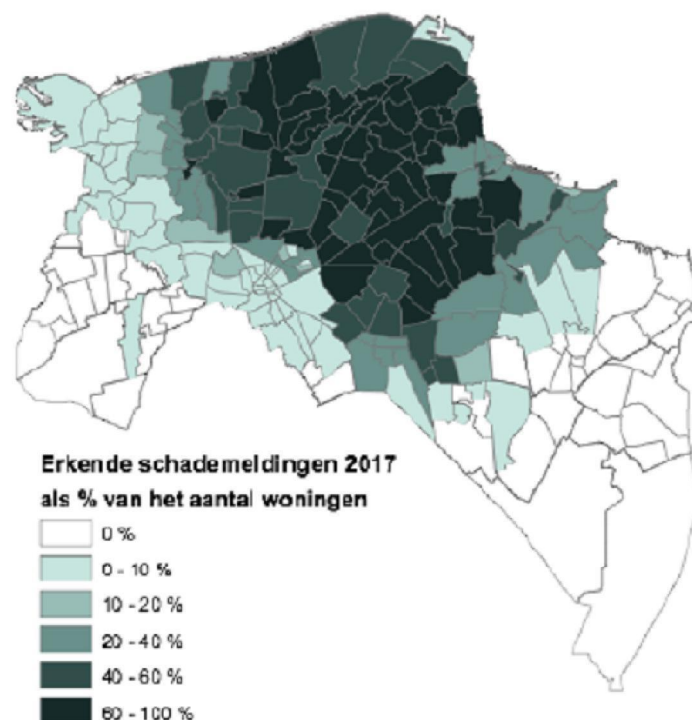 Erkende schademeldingen 2017
als % van het aantal woningen
0 %
0 - 10 %
10 - 20 %
20 - 40 %
40 - 60 %
60 - 100 %